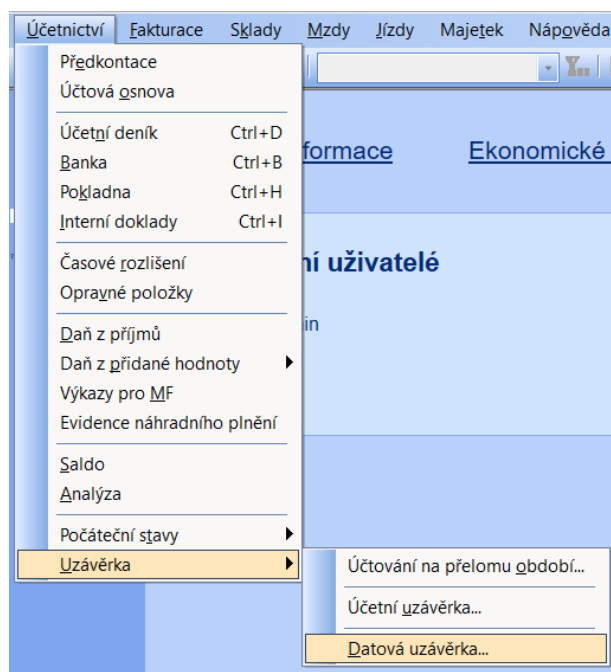 Účetnictví Fakturace Sklady Mzdy Jízdy Majetek Nápověda
Předkontace
Účtová osnova
Účetní deník Ctrl+D
Banka Ctrl+B
Pokladna Ctrl+H
Interní doklady Ctrl+I
Časové rozlišení
Opravné položky
Daň z příjmů
Daň z přidané hodnoty
Výkazy pro MF
Evidence náhradního plnění
Saldo
Analýza
Počáteční stavy
Uzávěrka
formace Ekonomické
ní uživatelé
in
Účtování na přelomu období...
Účetní uzávěrka...
Datová uzávěrka...